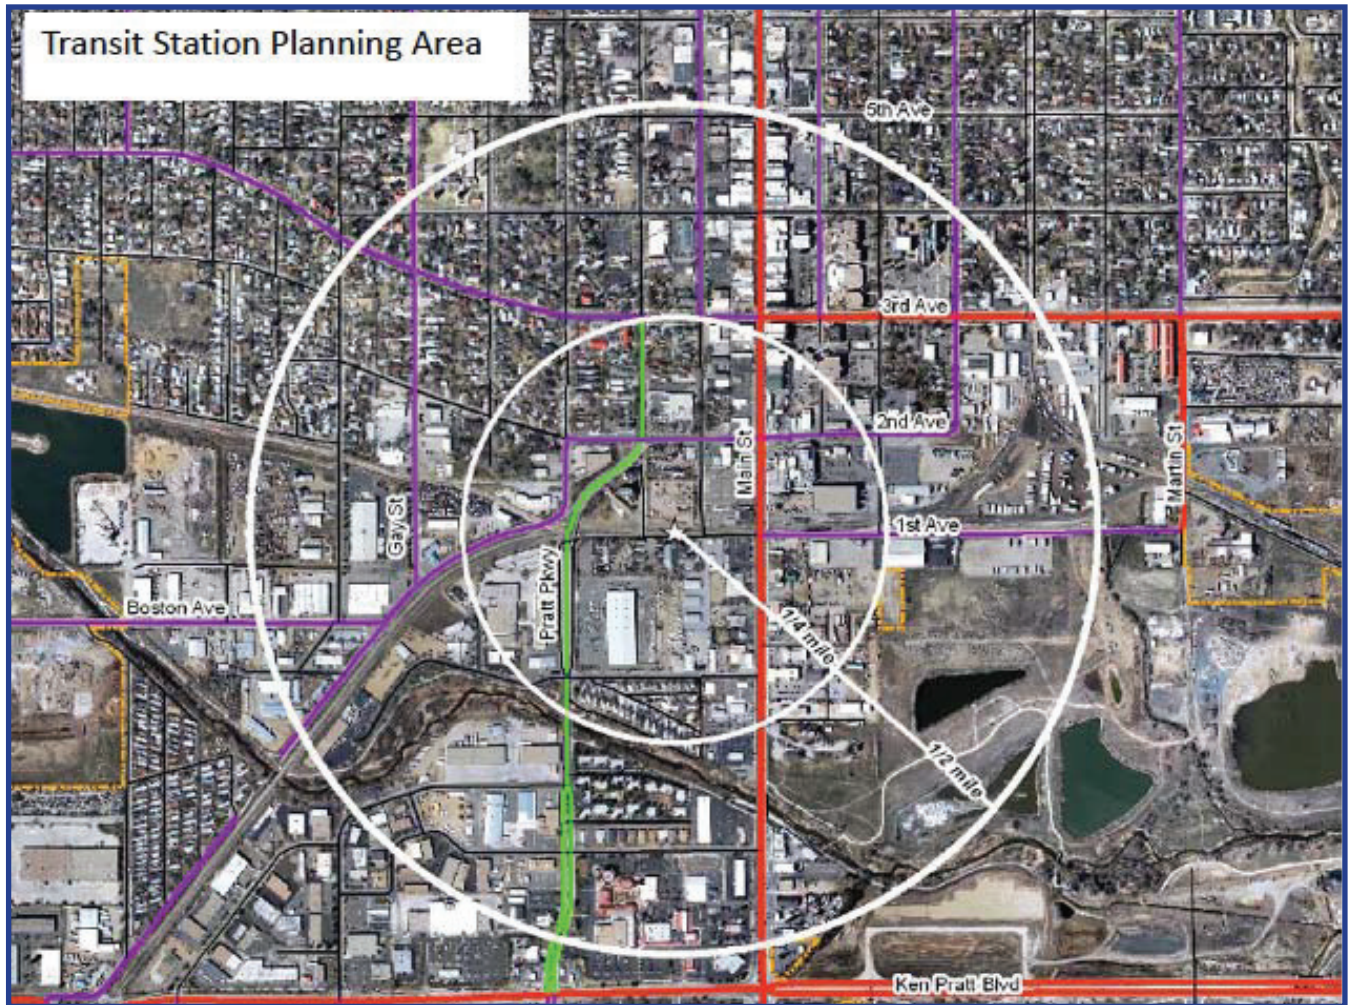 Transit Station Planning Area
5th Ave
3rd Ave
2nd Ave
Main St
Martin St
1st Ave
Gay St
Pratt Pkwy
Boston Ave
1/4 mile
1/2 mile
Ken Pratt Blvd